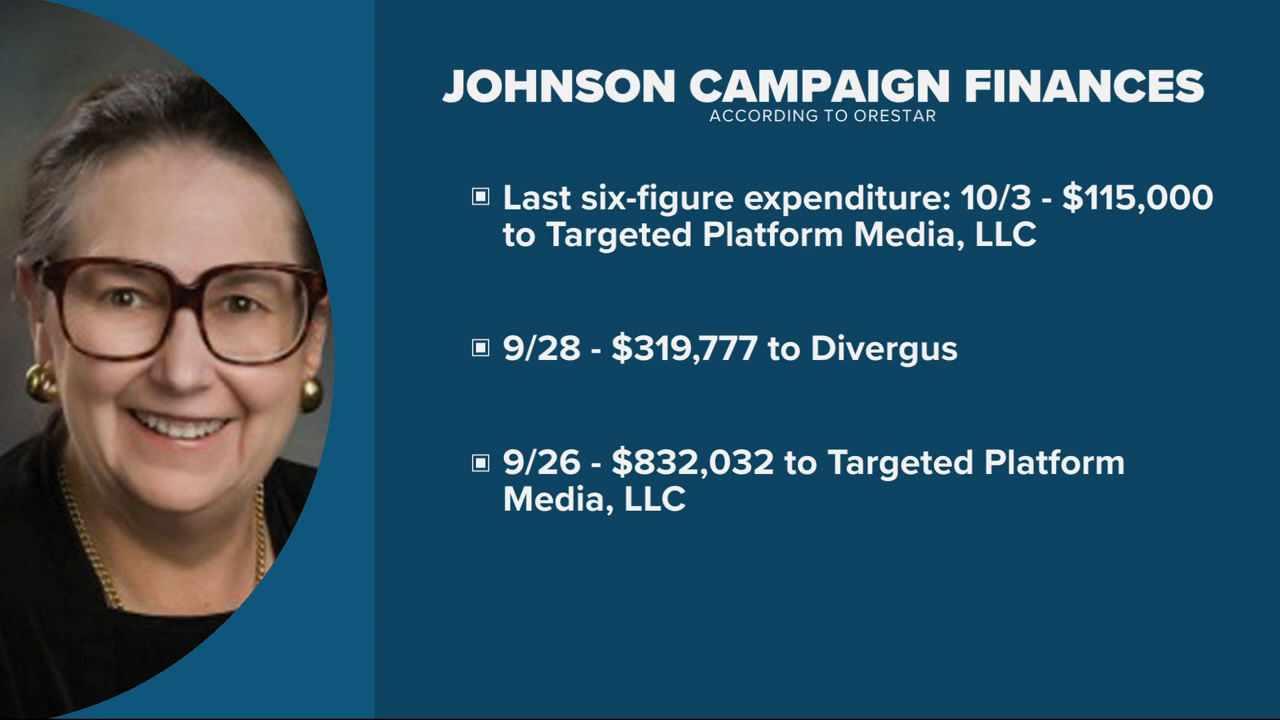 JOHNSON CAMPAIGN FINANCES
ACCORDING TO ORESTAR
Last six-figure expenditure: 10/3 - $115,000
to Targeted Platform Media, LLC
9/28 - $319,777 to Divergus
9/26 - $832,032 to Targeted Platform
Media, LLC